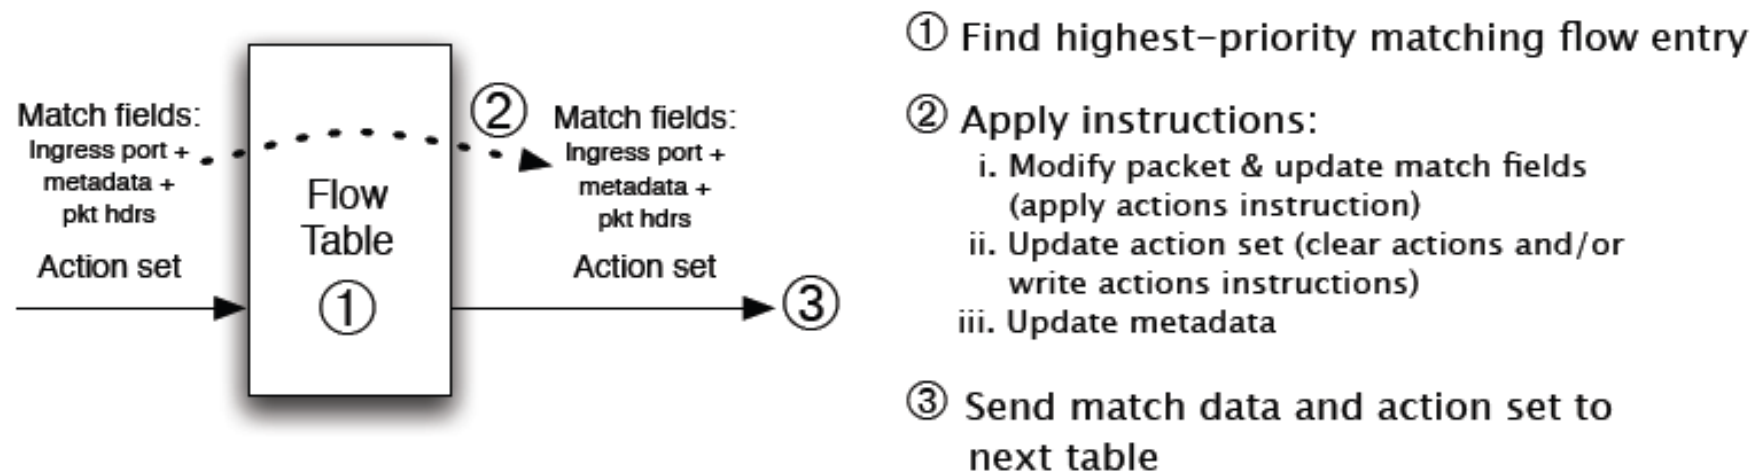 Match fields:
Ingress port +
metadata +
pkt hdrs
Action set
Flow
Table
①
②
Match fields:
Ingress port +
metadata +
pkt hdrs
Action set
③
① Find highest-priority matching flow entry
② Apply instructions:
i. Modify packet & update match fields
(apply actions instruction)
ii. Update action set (clear actions and/or
write actions instructions)
iii. Update metadata
③ Send match data and action set to
next table